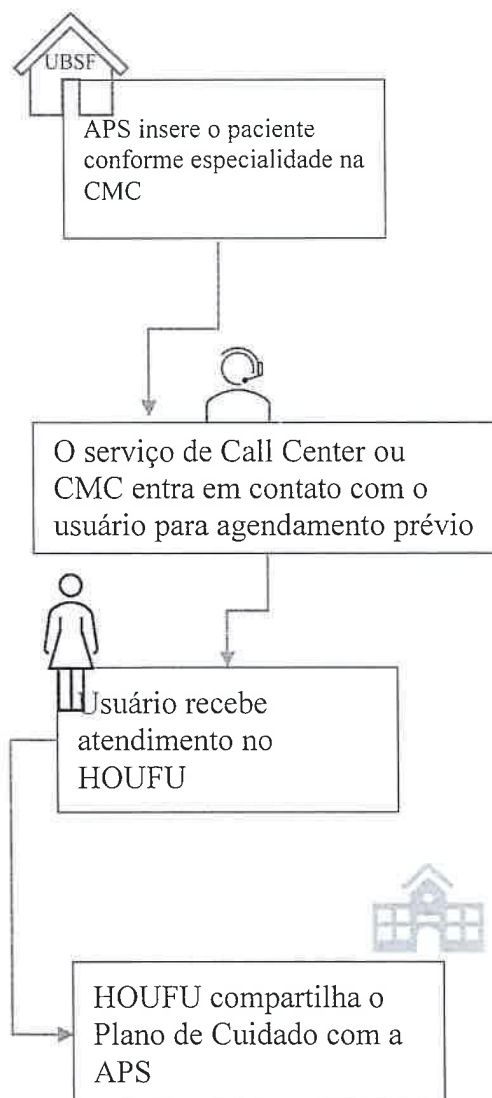 UBSF
APS insere o paciente
conforme especialidade na
CMC
O serviço de Call Center ou
CMC entra em contato com o
usuário para agendamento prévio
Usuário recebe
atendimento no
HOUFU
HOUFU compartilha o
Plano de Cuidado com a
APS